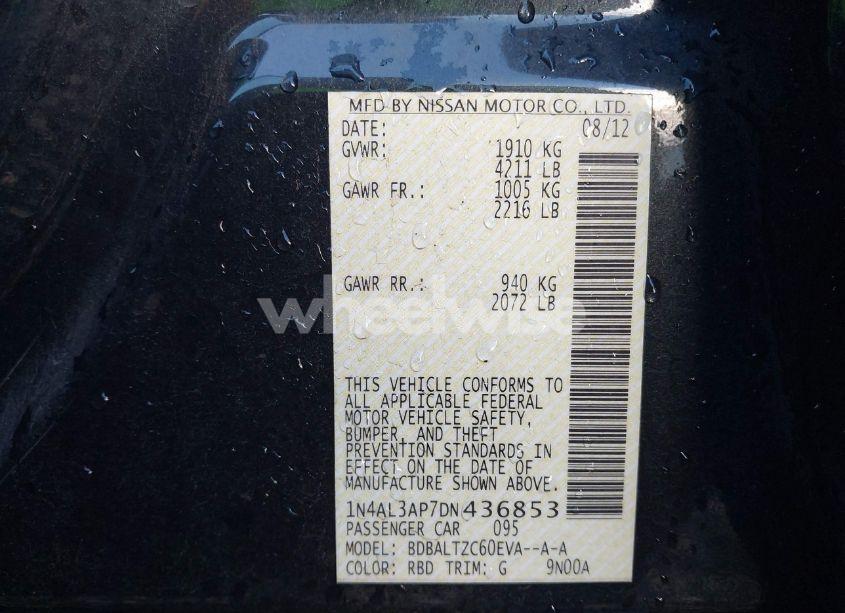 MFD BY NISSAN MOTOR CO., LTD.
DATE: 08/12
GVWR: 1910 KG
4211 LB
GAWR FR.: 1005 KG
2216 LB
GAWR RR.: 940 KG
2072 LB
wheelwise
THIS VEHICLE CONFORMS TO
ALL APPLICABLE FEDERAL
MOTOR VEHICLE SAFETY,
BUMPER, AND THEFT
PREVENTION STANDARDS IN
EFFECT ON THE DATE OF
MANUFACTURE SHOWN ABOVE.
1N4AL3AP7DN436853
PASSENGER CAR 095
MODEL: BDBALTZC60EVA--A-A
COLOR: RBD TRIM: G 9N00A